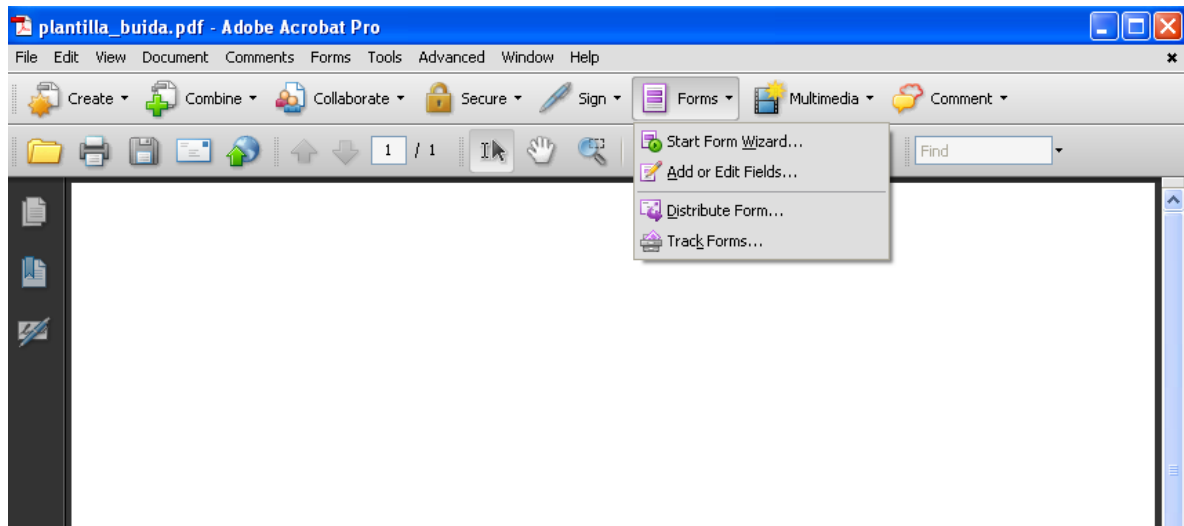 plantilla_buida.pdf - Adobe Acrobat Pro
File Edit View Document Comments Forms Tools Advanced Window Help
Create Combine Collaborate Secure Sign Forms Multimedia Comment
1 / 1 Find
Start Form Wizard...
Add or Edit Fields...
Distribute Form...
Track Forms...